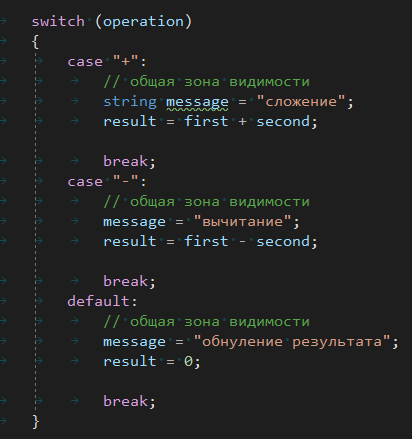 switch (operation)
{
case "+":
// общая зона видимости
string message = "сложение";
result = first + second;
break;
case "-":
// общая зона видимости
message = "вычитание";
result = first - second;
break;
default:
// общая зона видимости
message = "обнуление результата";
result = 0;
break;
}